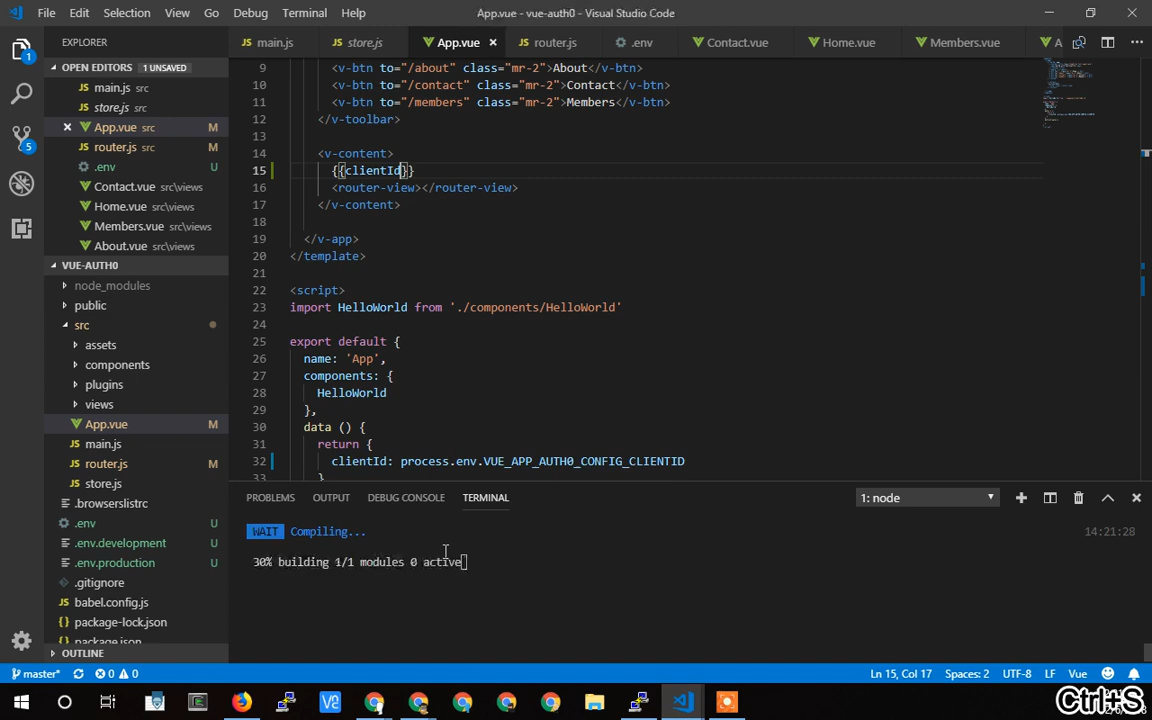 File Edit Selection View Go Debug Terminal Help
App.vue - vue-auth0 - Visual Studio Code
EXPLORER
main.js store.js App.vue router.js .env Contact.vue Home.vue Members.vue A
OPEN EDITORS 1 UNSAVED
main.js src
store.js src
App.vue src M
router.js src M
.env U
Contact.vue src\views
Home.vue src\views
Members.vue src\views
About.vue src\views
VUE-AUTH0
node_modules
public
src
assets
components
plugins
views
App.vue M
main.js
router.js M
store.js
.browserslistrc
.env U
.env.development U
.env.production U
.gitignore
babel.config.js
package-lock.json
package.json
OUTLINE
9 <v-btn to="/about" class="mr-2">About</v-btn>
10 <v-btn to="/contact" class="mr-2">Contact</v-btn>
11 <v-btn to="/members" class="mr-2">Members</v-btn>
12 </v-toolbar>
13
14 <v-content>
15 {{clientId}}
16 <router-view></router-view>
17 </v-content>
18
19 </v-app>
20 </template>
21
22 <script>
23 import HelloWorld from './components/HelloWorld'
24
25 export default {
26 name: 'App',
27 components: {
28 HelloWorld
29 },
30 data () {
31 return {
32 clientId: process.env.VUE_APP_AUTH0_CONFIG_CLIENTID
33 }
PROBLEMS OUTPUT DEBUG CONSOLE TERMINAL
1: node
WAIT Compiling... 14:21:28
30% building 1/1 modules 0 active
master* 0 0 Ln 15, Col 17 Spaces: 2 UTF-8 LF Vue
Ctrl+S